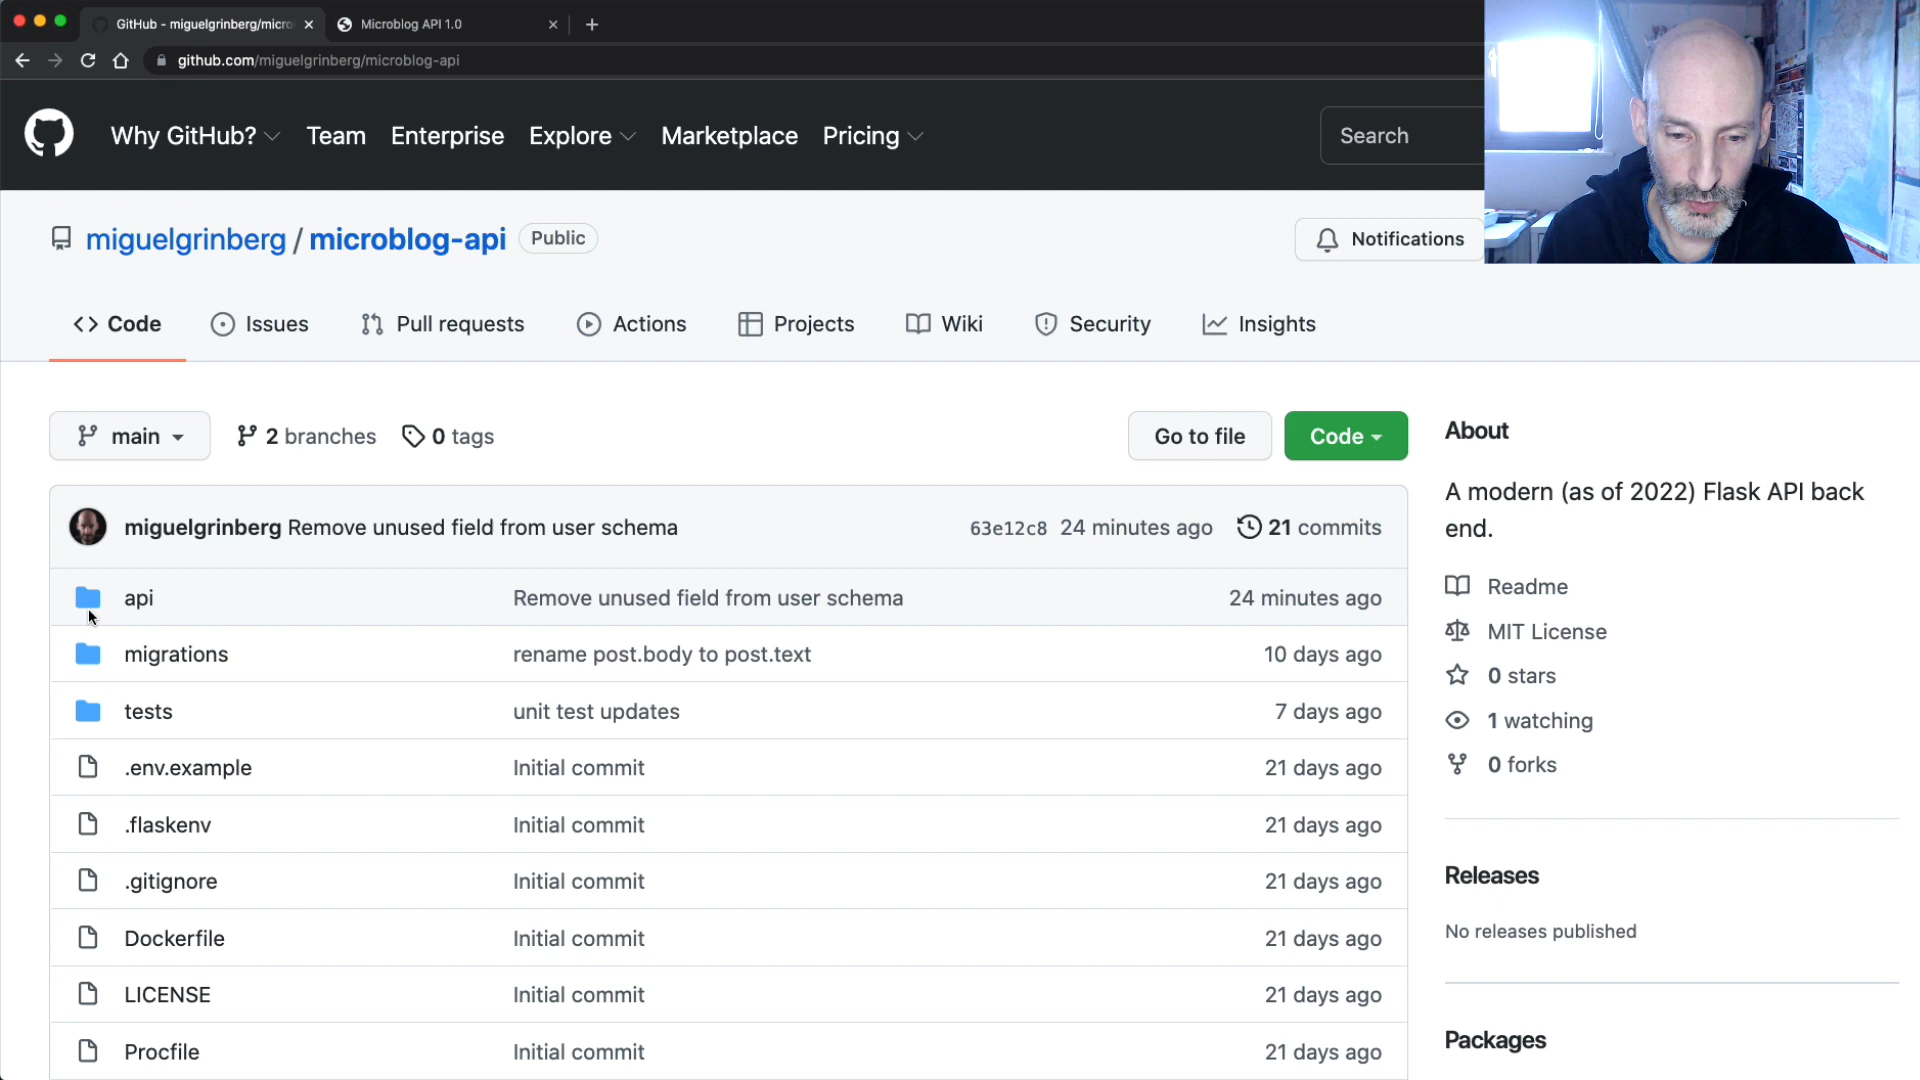 GitHub - miguelgrinberg/micro
Microblog API 1.0
github.com/miguelgrinberg/microblog-api
Why GitHub? Team Enterprise Explore Marketplace Pricing Search
miguelgrinberg / microblog-api Public Notifications
Code Issues Pull requests Actions Projects Wiki Security Insights
main 2 branches 0 tags Go to file Code
miguelgrinberg Remove unused field from user schema 63e12c8 24 minutes ago 21 commits
api Remove unused field from user schema 24 minutes ago
migrations rename post.body to post.text 10 days ago
tests unit test updates 7 days ago
.env.example Initial commit 21 days ago
.flaskenv Initial commit 21 days ago
.gitignore Initial commit 21 days ago
Dockerfile Initial commit 21 days ago
LICENSE Initial commit 21 days ago
Procfile Initial commit 21 days ago
About
A modern (as of 2022) Flask API back
end.
Readme
MIT License
0 stars
1 watching
0 forks
Releases
No releases published
Packages